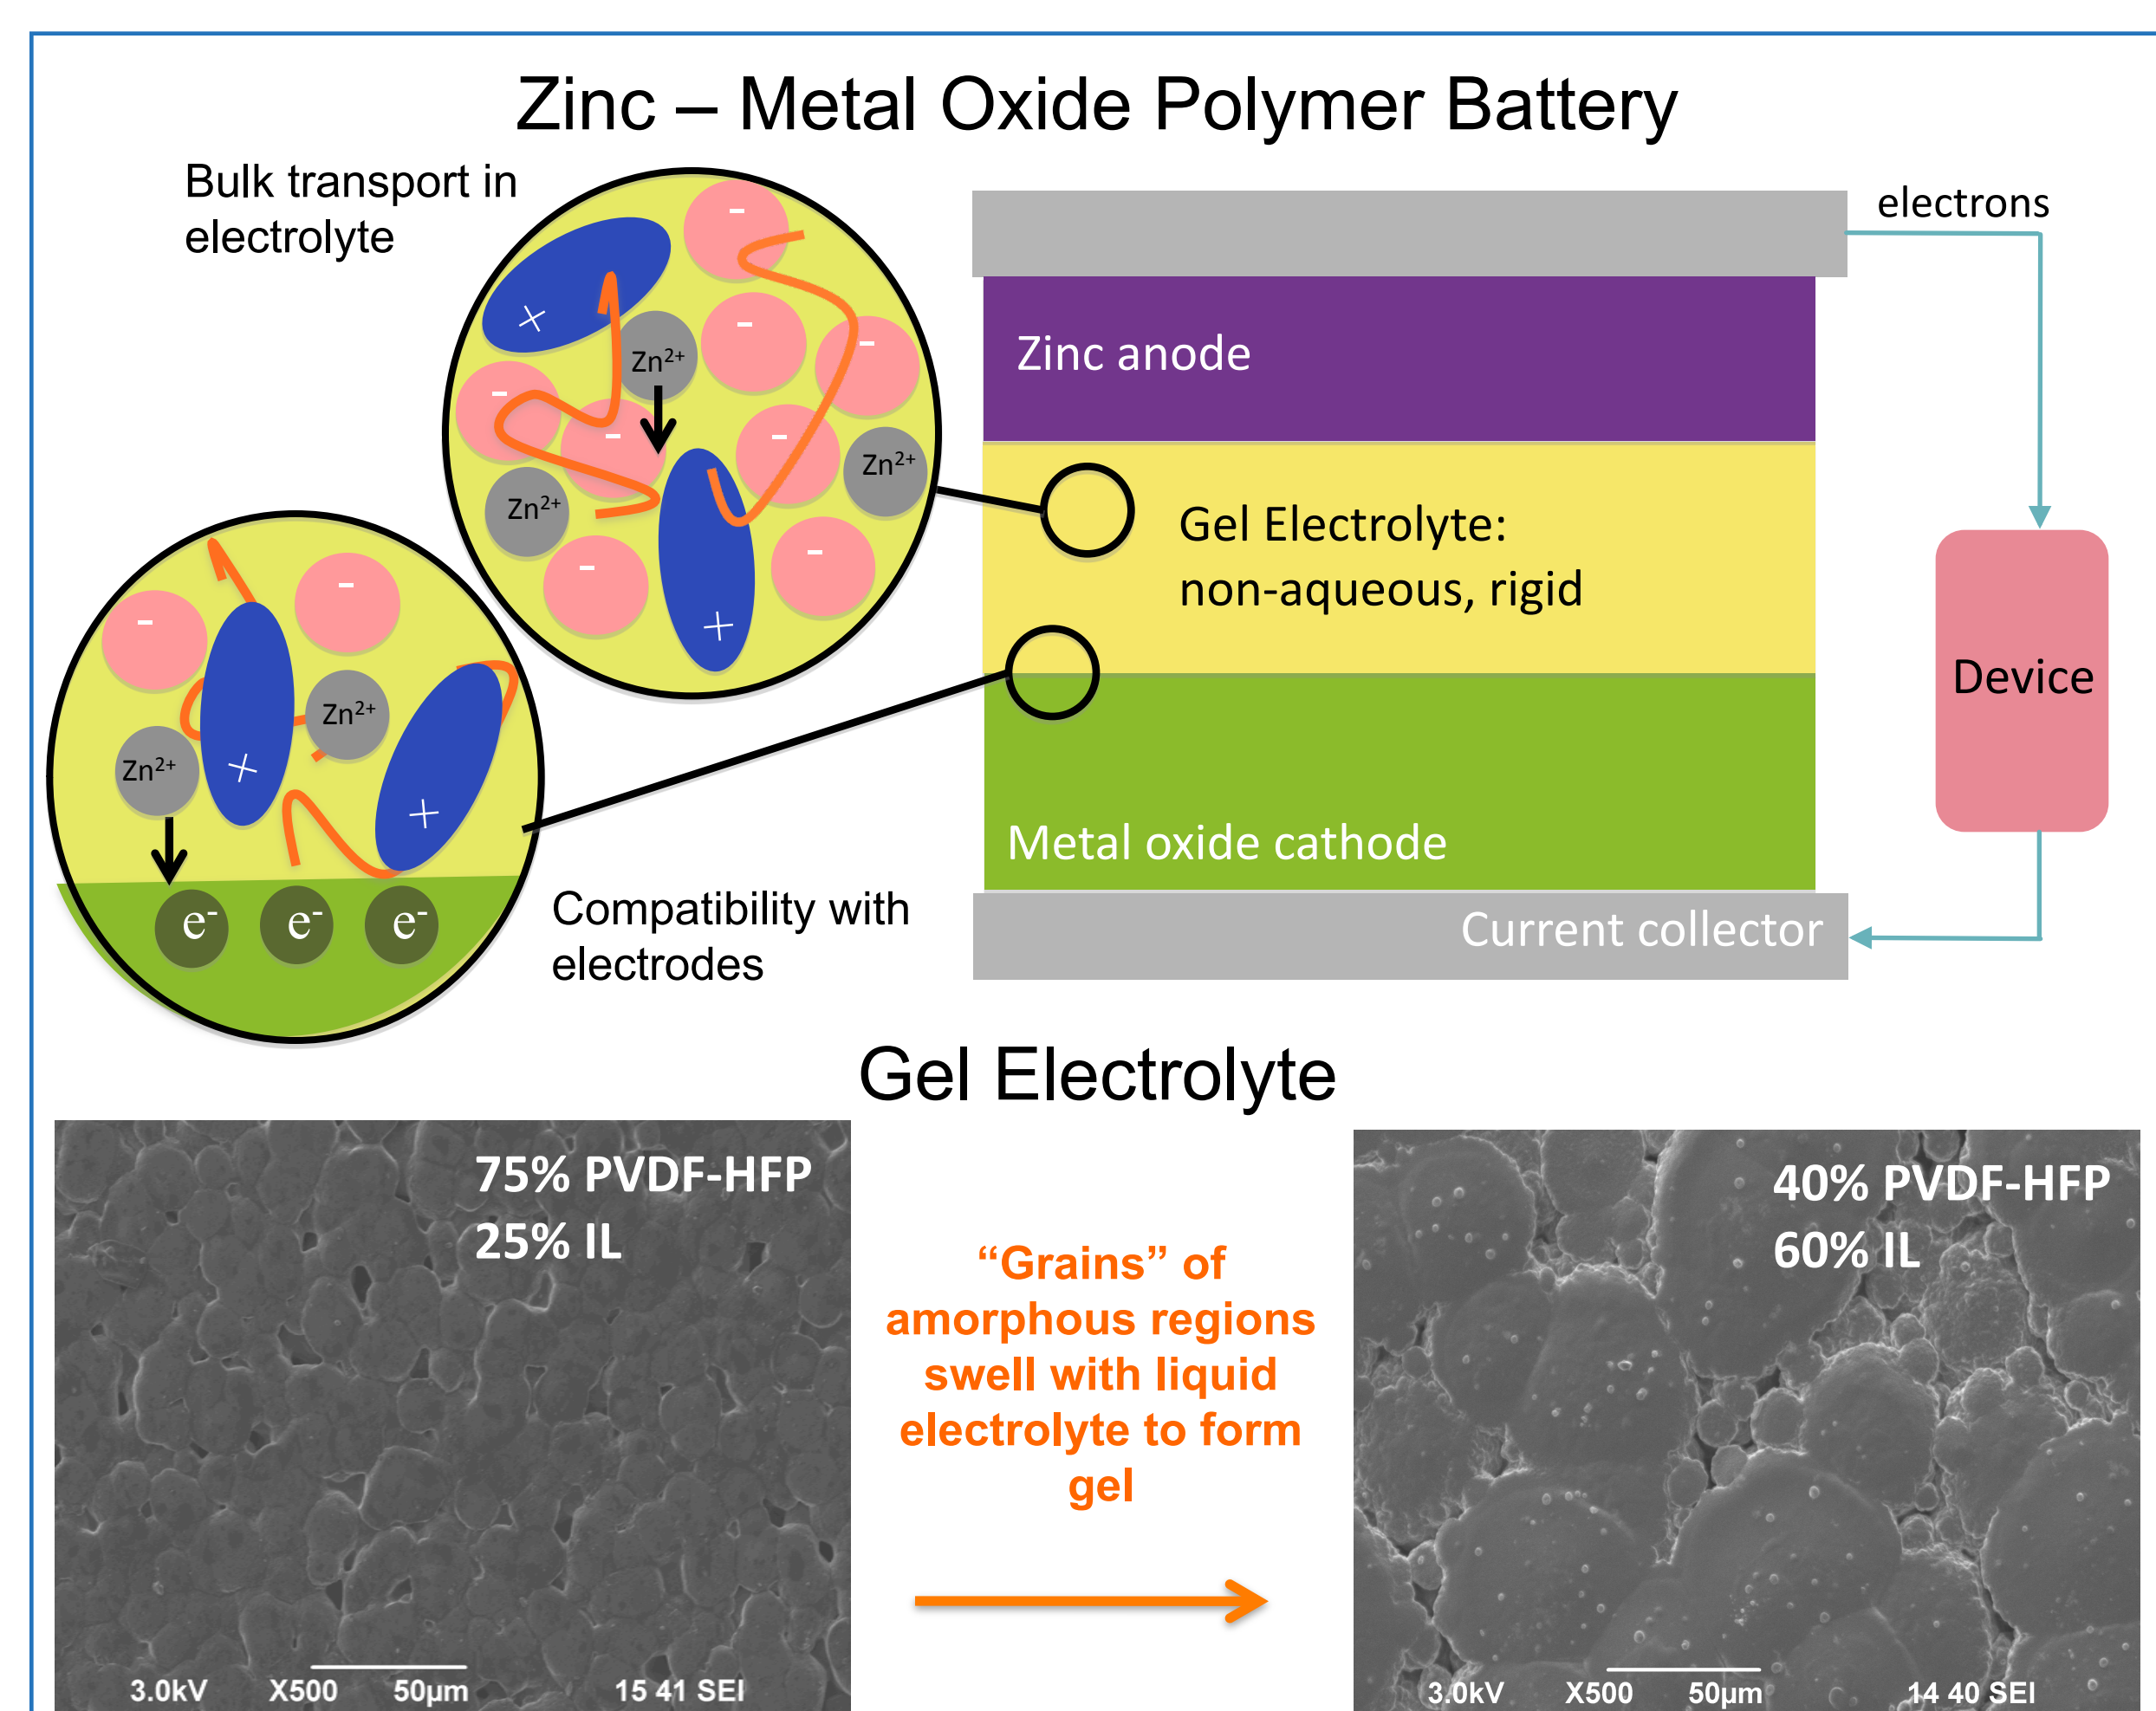 Zinc – Metal Oxide Polymer Battery
Bulk transport in
electrolyte
electrons
-
-
-
-
-
-
-
-
-
+
+
Zn²⁺
Zn²⁺
Zn²⁺
Zinc anode
Gel Electrolyte:
non-aqueous, rigid
Device
Metal oxide cathode
Current collector
-
-
+
+
Zn²⁺
Zn²⁺
e⁻ e⁻ e⁻
Compatibility with
electrodes
Gel Electrolyte
75% PVDF-HFP
25% IL
3.0kV X500 50µm 15 41 SEI
“Grains” of
amorphous regions
swell with liquid
electrolyte to form
gel
40% PVDF-HFP
60% IL
3.0kV X500 50µm 14 40 SEI